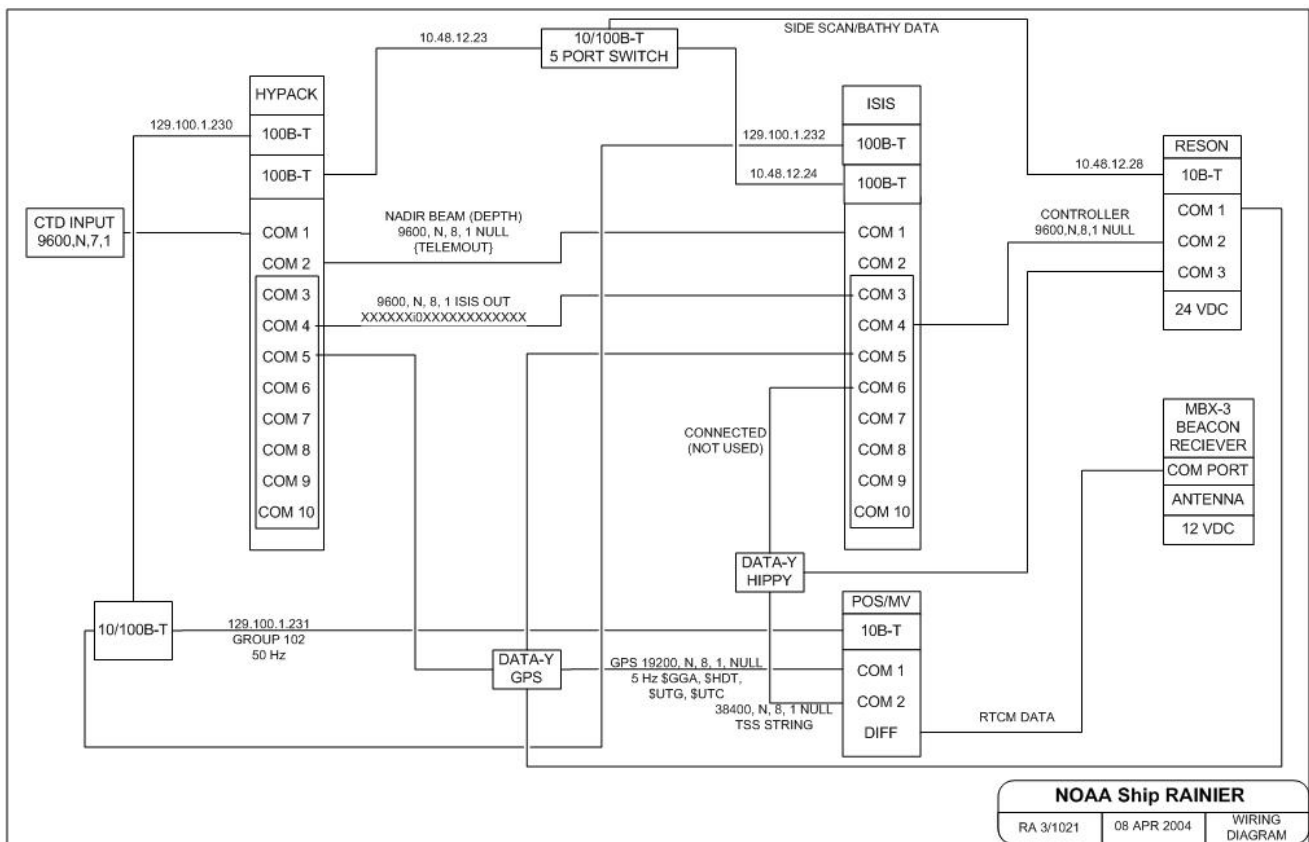 10.48.12.23
10/100B-T
5 PORT SWITCH
SIDE SCAN/BATHY DATA
HYPACK
100B-T
100B-T
COM 1
COM 2
COM 3
COM 4
COM 5
COM 6
COM 7
COM 8
COM 9
COM 10
129.100.1.230
CTD INPUT
9600,N,7,1
NADIR BEAM (DEPTH)
9600, N, 8, 1 NULL
{TELEMOUT}
9600, N, 8, 1 ISIS OUT
XXXXXXi0XXXXXXXXXXXX
ISIS
100B-T
100B-T
COM 1
COM 2
COM 3
COM 4
COM 5
COM 6
COM 7
COM 8
COM 9
COM 10
129.100.1.232
10.48.12.24
10.48.12.28
RESON
10B-T
COM 1
COM 2
COM 3
24 VDC
CONTROLLER
9600,N,8,1 NULL
CONNECTED
(NOT USED)
MBX-3
BEACON
RECIEVER
COM PORT
ANTENNA
12 VDC
DATA-Y
HIPPY
10/100B-T
129.100.1.231
GROUP 102
50 Hz
DATA-Y
GPS
GPS 19200, N, 8, 1, NULL
5 Hz $GGA, $HDT,
$UTG, $UTC
38400, N, 8, 1 NULL
TSS STRING
POS/MV
10B-T
COM 1
COM 2
DIFF
RTCM DATA
NOAA Ship RAINIER
RA 3/1021
08 APR 2004
WIRING
DIAGRAM